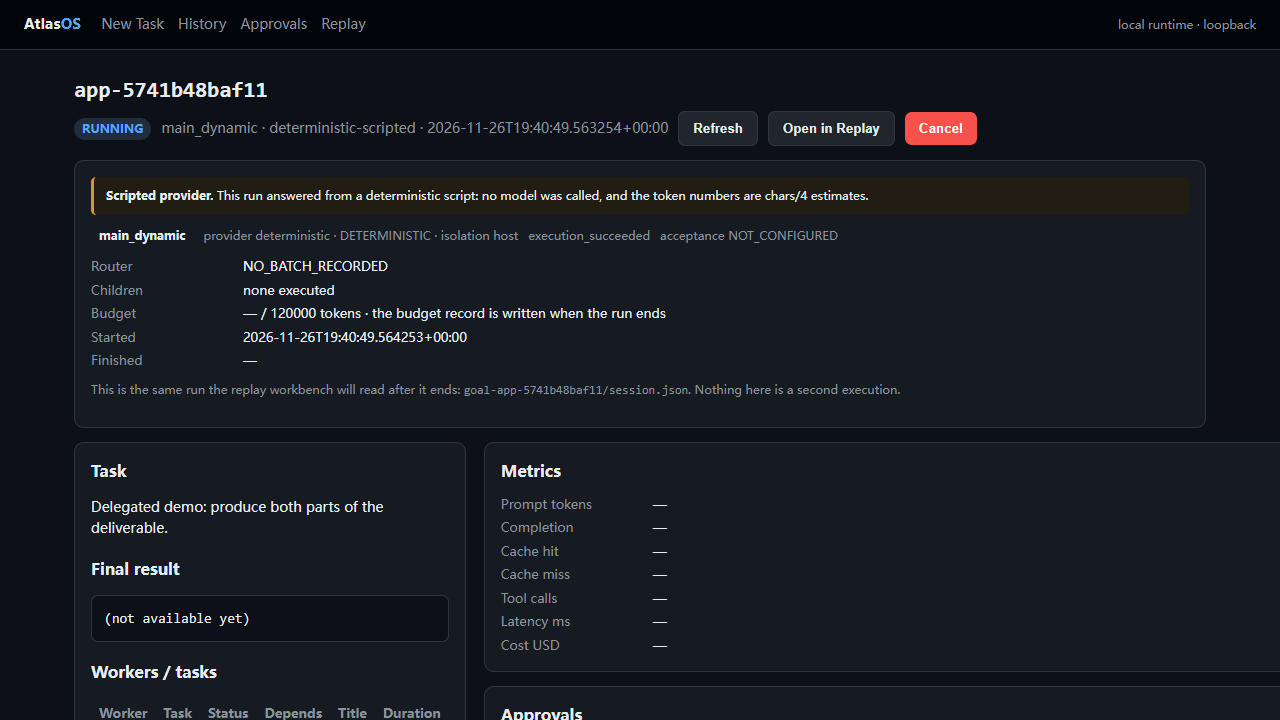 AtlasOS New Task History Approvals Replay local runtime · loopback
app-5741b48baf11
RUNNING main_dynamic · deterministic-scripted · 2026-11-26T19:40:49.563254+00:00 Refresh Open in Replay Cancel
Scripted provider. This run answered from a deterministic script: no model was called, and the token numbers are chars/4 estimates.
main_dynamic provider deterministic · DETERMINISTIC · isolation host execution_succeeded acceptance NOT_CONFIGURED
Router NO_BATCH_RECORDED
Children none executed
Budget — / 120000 tokens · the budget record is written when the run ends
Started 2026-11-26T19:40:49.564253+00:00
Finished —
This is the same run the replay workbench will read after it ends: goal-app-5741b48baf11/session.json. Nothing here is a second execution.
Task
Delegated demo: produce both parts of the
deliverable.
Final result
(not available yet)
Workers / tasks
Worker Task Status Depends Title Duration
Metrics
Prompt tokens —
Completion —
Cache hit —
Cache miss —
Tool calls —
Latency ms —
Cost USD —
Approvals